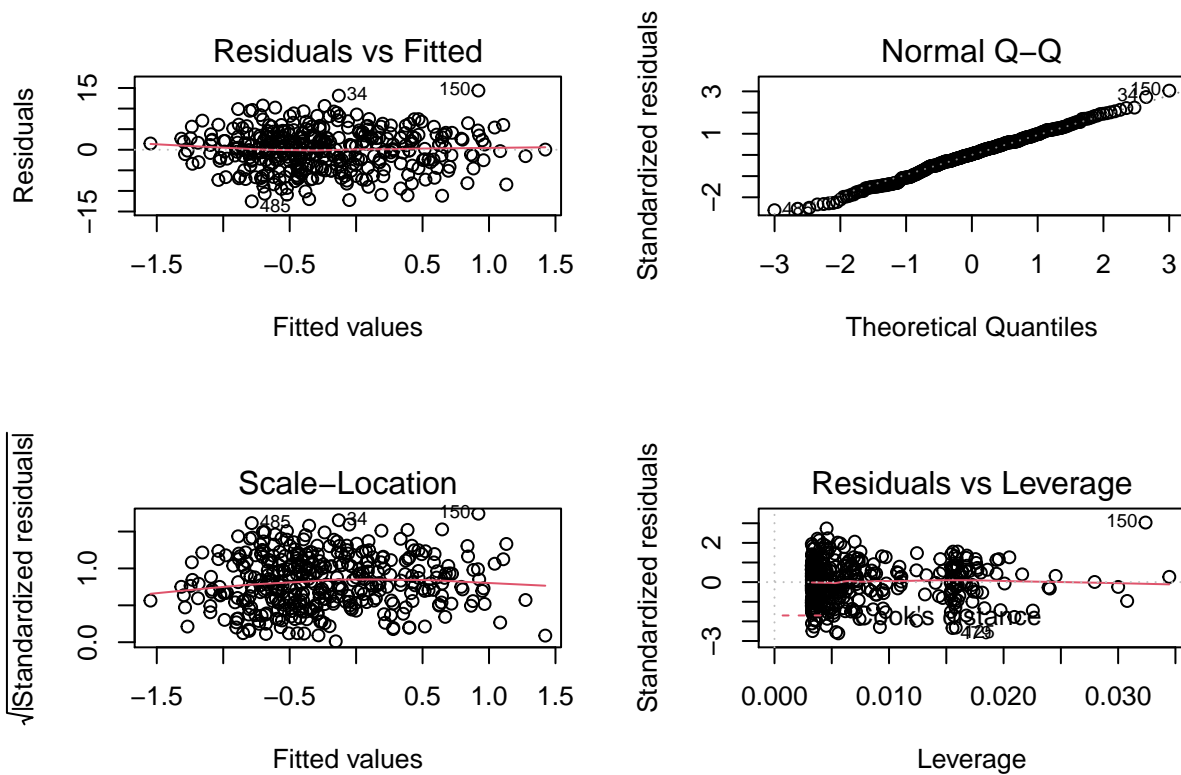 Residuals vs Fitted
Residuals
15
0
−15
34
150
485
−1.5 −0.5 0.5 1.0 1.5
Fitted values
Normal Q−Q
Standardized residuals
3
1
−2
34
150
−3 −2 −1 0 1 2 3
Theoretical Quantiles
Scale−Location
√|Standardized residuals|
1.0
0.0
485
34
150
−1.5 −0.5 0.5 1.0 1.5
Fitted values
Residuals vs Leverage
Standardized residuals
2
0
−3
150
Cook's distance
0.000 0.010 0.020 0.030
Leverage